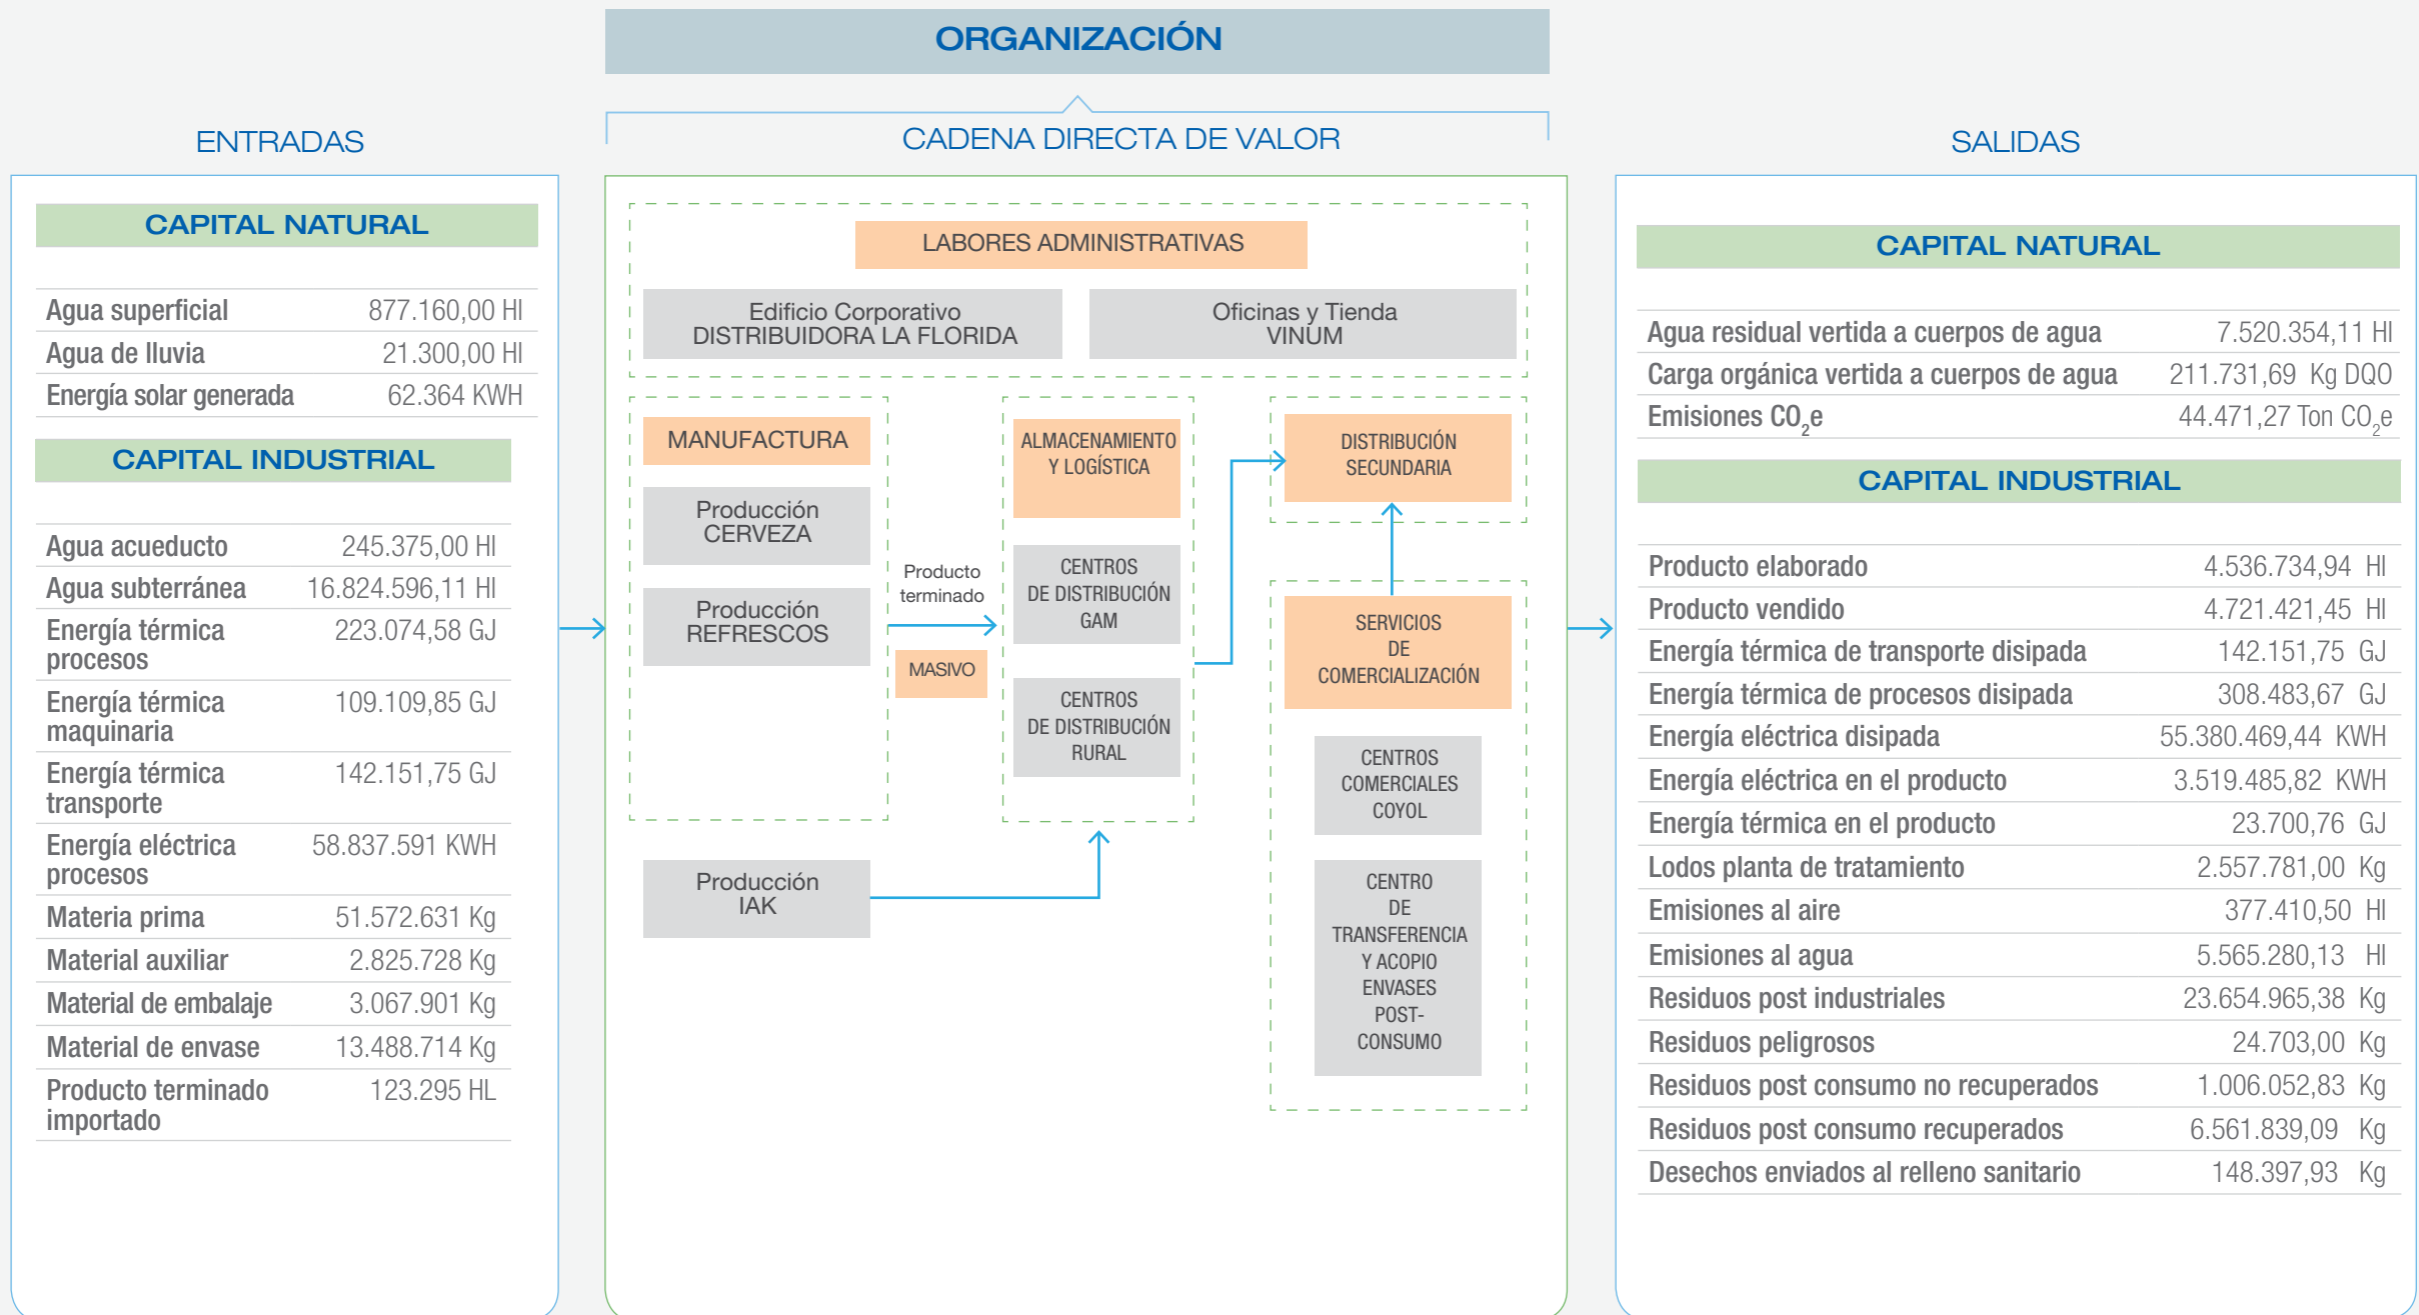 ORGANIZACIÓN
CADENA DIRECTA DE VALOR
ENTRADAS
CAPITAL NATURAL
Agua superficial 877.160,00 Hl
Agua de lluvia 21.300,00 Hl
Energía solar generada 62.364 KWH
CAPITAL INDUSTRIAL
Agua acueducto 245.375,00 Hl
Agua subterránea 16.824.596,11 Hl
Energía térmica 223.074,58 GJ
procesos
Energía térmica 109.109,85 GJ
maquinaria
Energía térmica 142.151,75 GJ
transporte
Energía eléctrica 58.837.591 KWH
procesos
Materia prima 51.572.631 Kg
Material auxiliar 2.825.728 Kg
Material de embalaje 3.067.901 Kg
Material de envase 13.488.714 Kg
Producto terminado 123.295 HL
importado
LABORES ADMINISTRATIVAS
Edificio Corporativo
DISTRIBUIDORA LA FLORIDA
Oficinas y Tienda
VINUM
MANUFACTURA
Producción
CERVEZA
Producción
REFRESCOS
Producto
terminado
MASIVO
Producción
IAK
ALMACENAMIENTO
Y LOGÍSTICA
CENTROS
DE DISTRIBUCIÓN
GAM
CENTROS
DE DISTRIBUCIÓN
RURAL
DISTRIBUCIÓN
SECUNDARIA
SERVICIOS
DE
COMERCIALIZACIÓN
CENTROS
COMERCIALES
COYOL
CENTRO
DE
TRANSFERENCIA
Y ACOPIO
ENVASES
POST-
CONSUMO
SALIDAS
CAPITAL NATURAL
Agua residual vertida a cuerpos de agua 7.520.354,11 Hl
Carga orgánica vertida a cuerpos de agua 211.731,69 Kg DQO
Emisiones CO₂e 44.471,27 Ton CO₂e
CAPITAL INDUSTRIAL
Producto elaborado 4.536.734,94 Hl
Producto vendido 4.721.421,45 Hl
Energía térmica de transporte disipada 142.151,75 GJ
Energía térmica de procesos disipada 308.483,67 GJ
Energía eléctrica disipada 55.380.469,44 KWH
Energía eléctrica en el producto 3.519.485,82 KWH
Energía térmica en el producto 23.700,76 GJ
Lodos planta de tratamiento 2.557.781,00 Kg
Emisiones al aire 377.410,50 Hl
Emisiones al agua 5.565.280,13 Hl
Residuos post industriales 23.654.965,38 Kg
Residuos peligrosos 24.703,00 Kg
Residuos post consumo no recuperados 1.006.052,83 Kg
Residuos post consumo recuperados 6.561.839,09 Kg
Desechos enviados al relleno sanitario 148.397,93 Kg